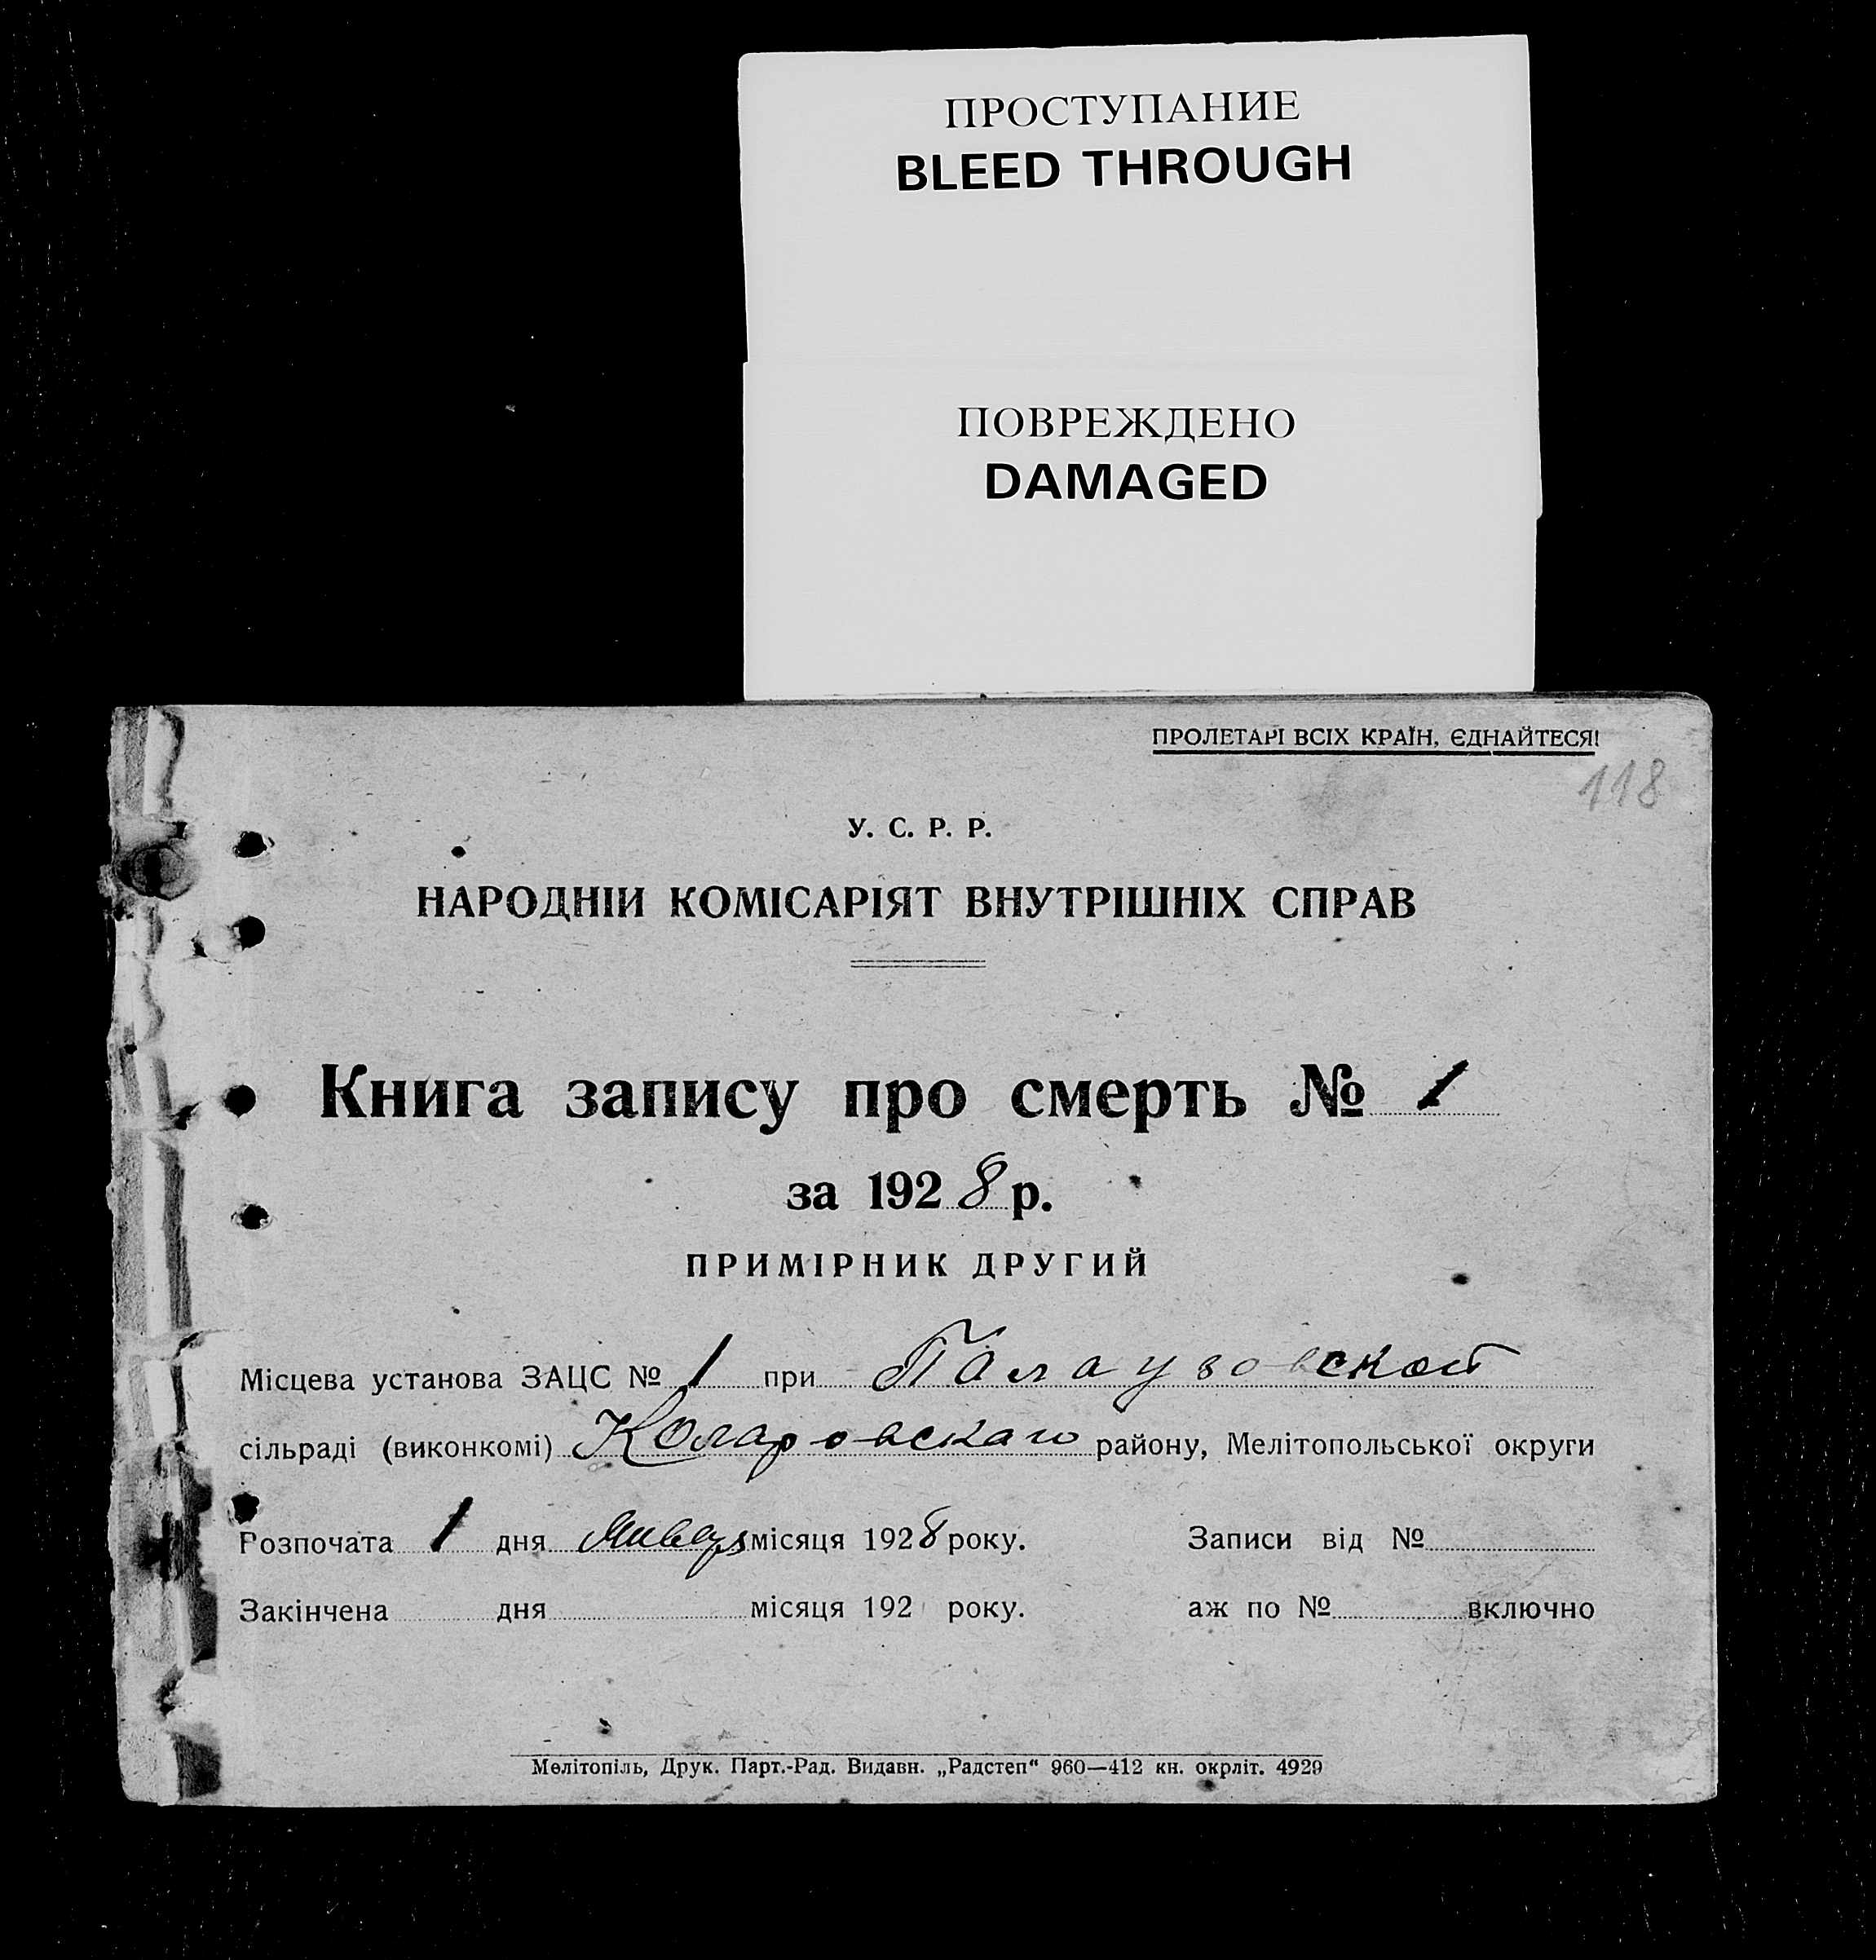 ПРОСТУПАНИЕ
BLEED THROUGH
ПОВРЕЖДЕНО
DAMAGED
ПРОЛЕТАРІ ВСІХ КРАЇН, ЄДНАЙТЕСЯ!
118
У. С. Р. Р.
НАРОДНІЙ КОМІСАРІЯТ ВНУТРІШНІХ СПРАВ
Книга запису про смерть № 1
за 1928 р.
ПРИМІРНИК ДРУГИЙ
Місцева установа ЗАЦС № 1 при Палаузовской
сільраді (виконкомі) Коларовскаго району, Мелітопольської округи
Розпочата 1 дня Января місяця 1928 року. Записи від №
Закінчена дня місяця 192 року. аж по № включно
Мелітопіль, Друк. Парт.-Рад. Видавн. „Радстеп“ 960—412 кн. окрліт. 4929